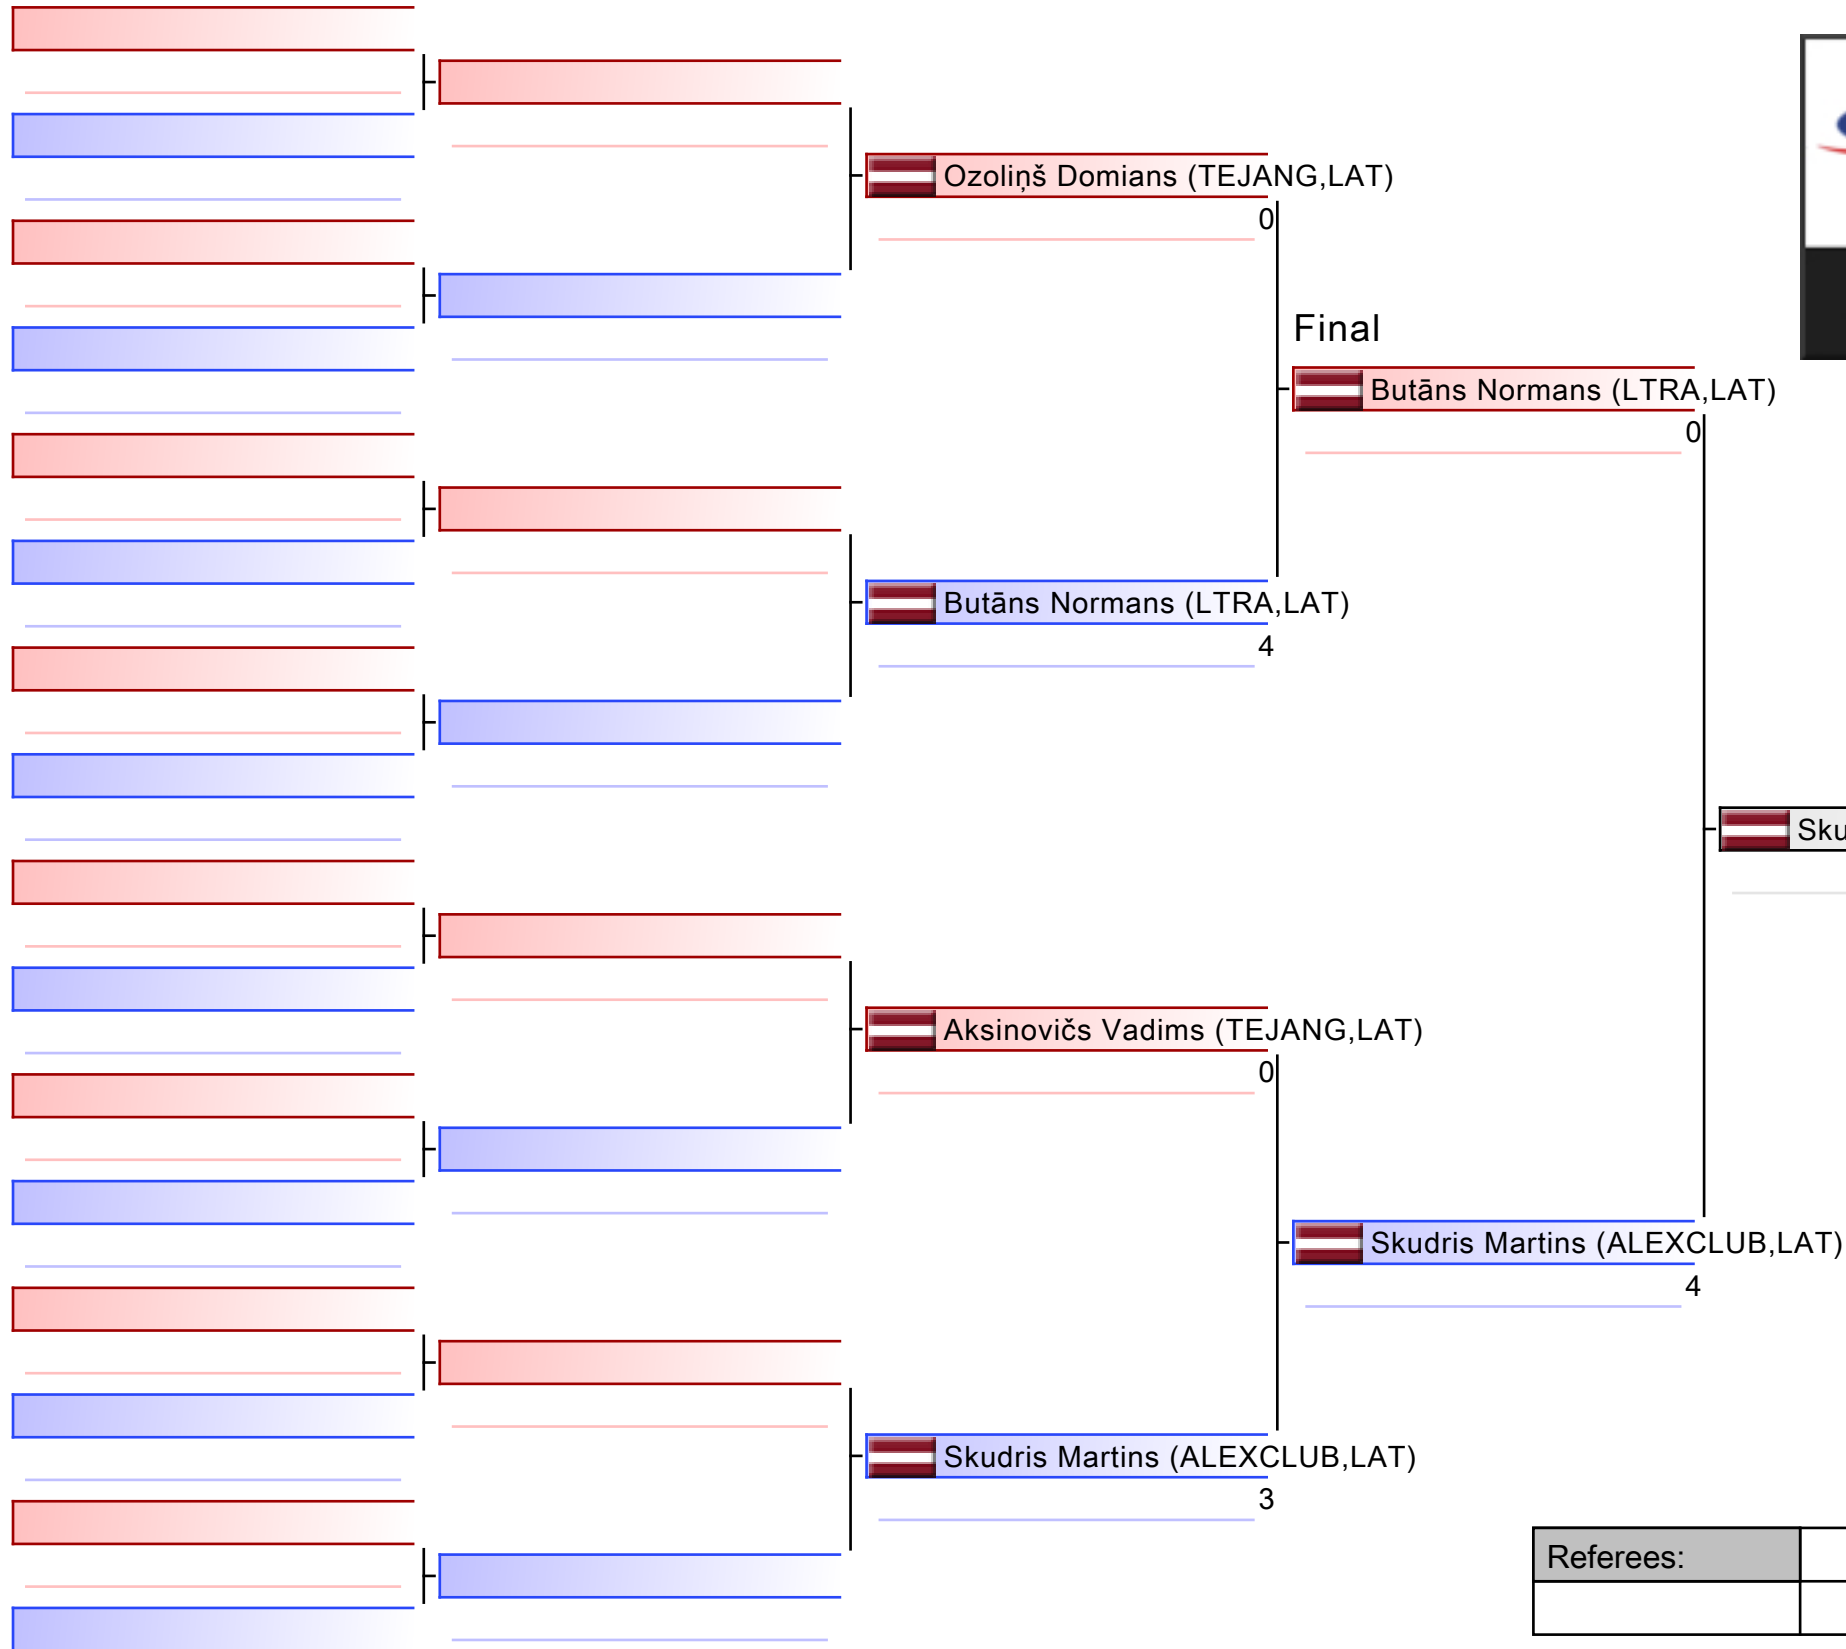 Ozoliņš Domians (TEJANG,LAT)
0
Final
Butāns Normans (LTRA,LAT)
0
Butāns Normans (LTRA,LAT)
4
Aksinovičs Vadims (TEJANG,LAT)
0
Skudris Martins (ALEXCLUB,LAT)
4
Skudris Martins (ALEXCLUB,LAT)
3
Referees: